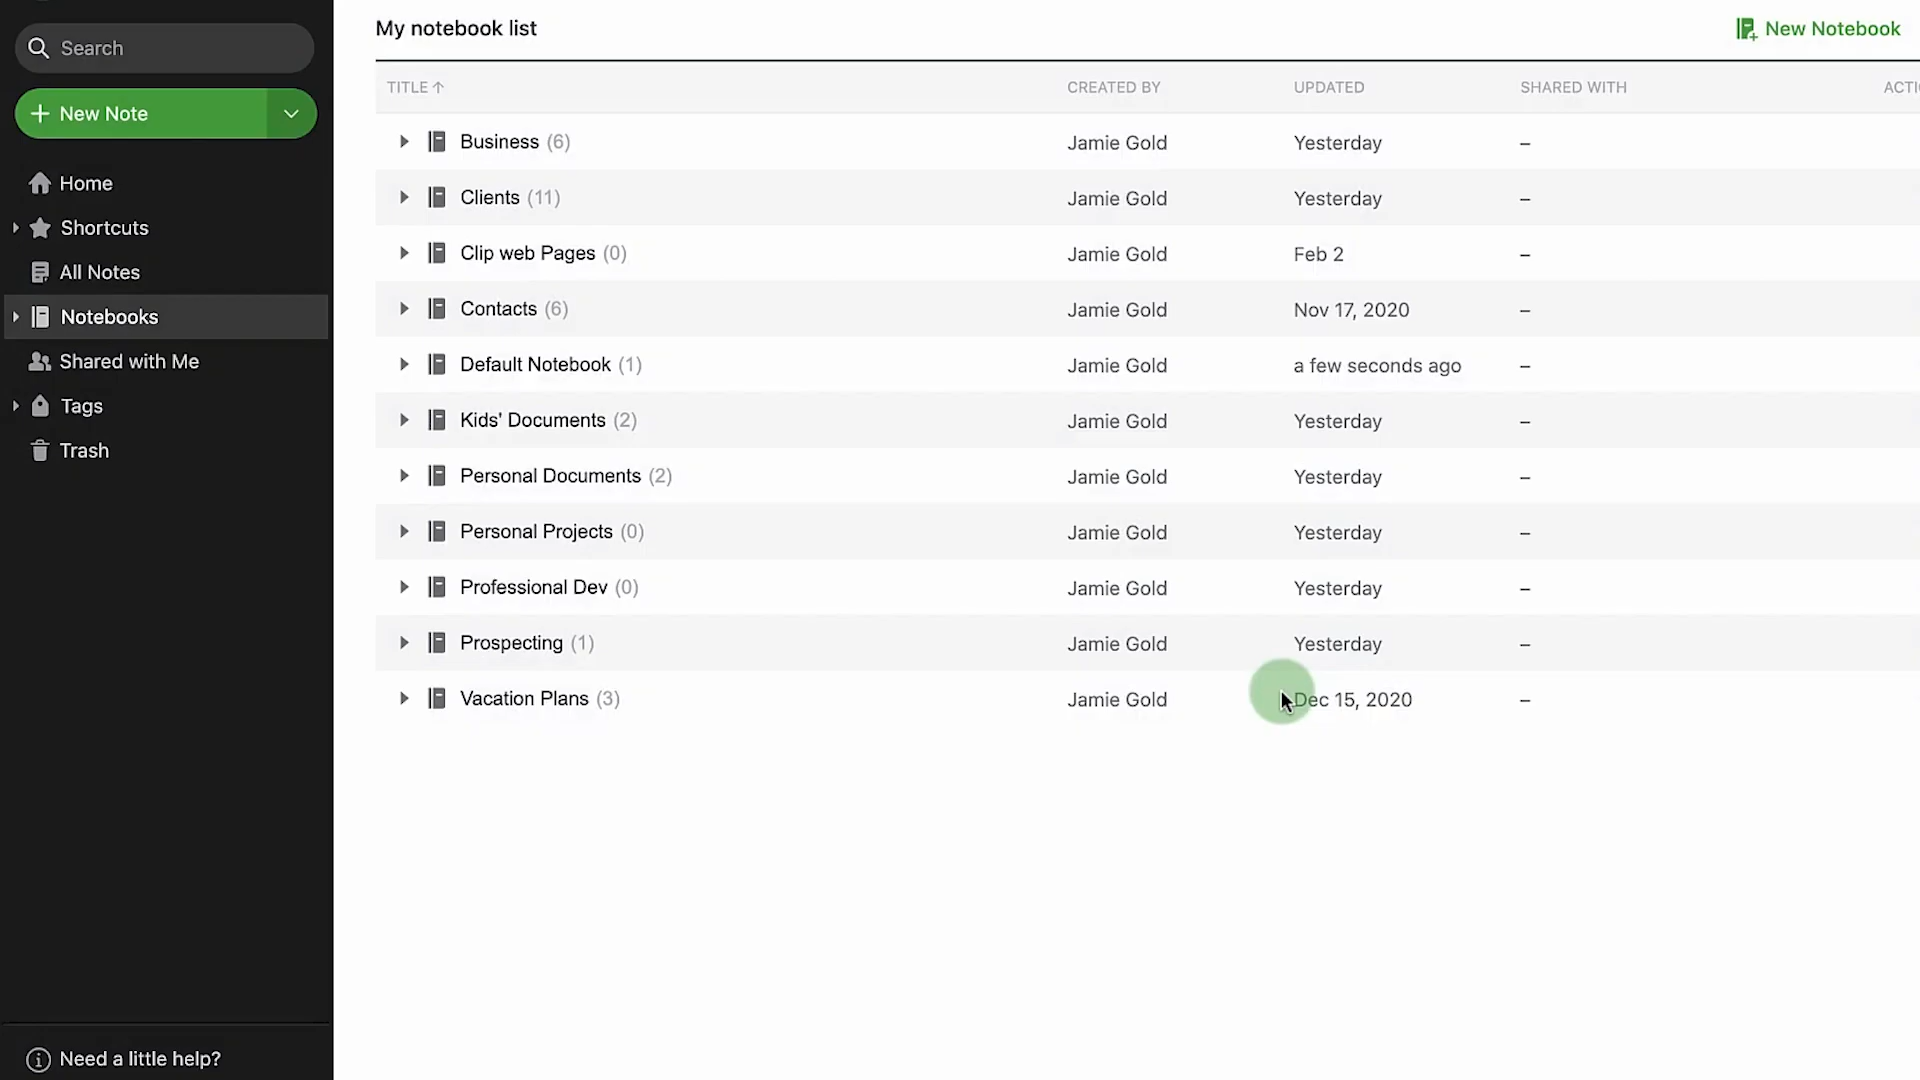 Search
New Note
Home
Shortcuts
All Notes
Notebooks
Shared with Me
Tags
Trash
Need a little help?
My notebook list
New Notebook
TITLE ↑ CREATED BY UPDATED SHARED WITH ACTI
Business (6) Jamie Gold Yesterday –
Clients (11) Jamie Gold Yesterday –
Clip web Pages (0) Jamie Gold Feb 2 –
Contacts (6) Jamie Gold Nov 17, 2020 –
Default Notebook (1) Jamie Gold a few seconds ago –
Kids' Documents (2) Jamie Gold Yesterday –
Personal Documents (2) Jamie Gold Yesterday –
Personal Projects (0) Jamie Gold Yesterday –
Professional Dev (0) Jamie Gold Yesterday –
Prospecting (1) Jamie Gold Yesterday –
Vacation Plans (3) Jamie Gold Dec 15, 2020 –